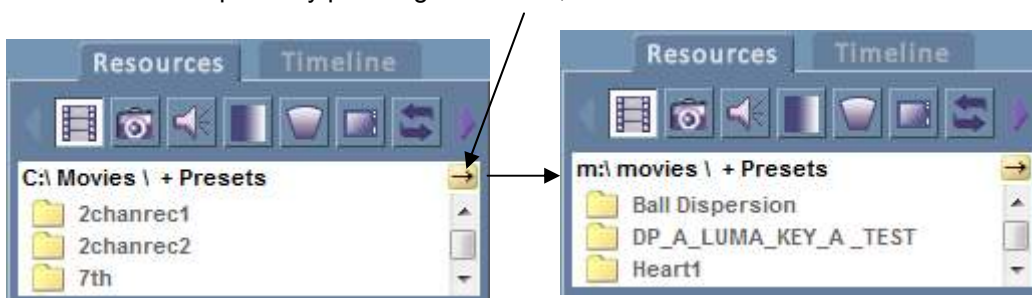 Resources Timeline
C:\ Movies \ + Presets
2chanrec1
2chanrec2
7th
Resources Timeline
m:\ movies \ + Presets
Ball Dispersion
DP_A_LUMA_KEY_A _TEST
Heart1